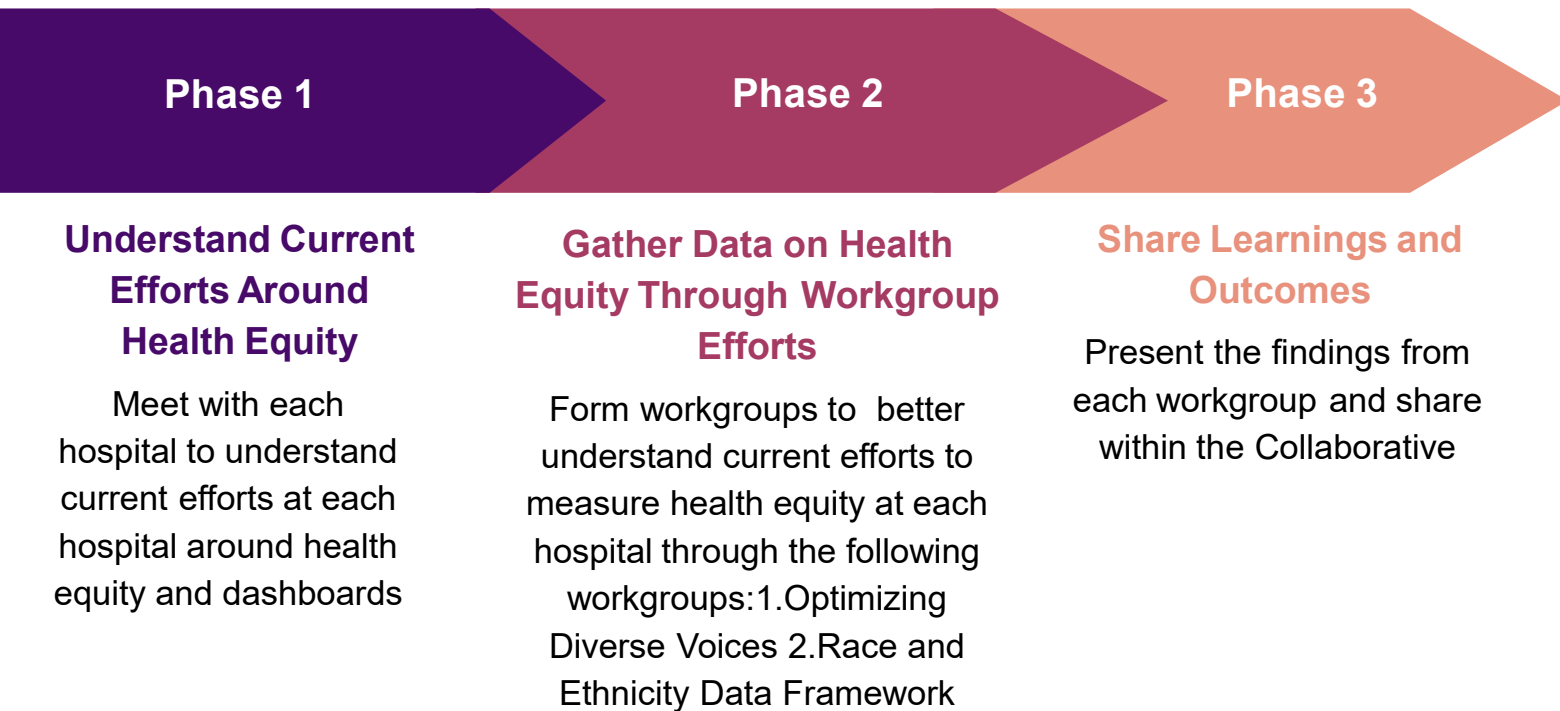 Phase 1
Phase 2
Phase 3
Understand Current
Efforts Around
Health Equity
Meet with each
hospital to understand
current efforts at each
hospital around health
equity and dashboards
Gather Data on Health
Equity Through Workgroup
Efforts
Form workgroups to  better
understand current efforts to
measure health equity at each
hospital through the following
workgroups:1.Optimizing
Diverse Voices 2.Race and
Ethnicity Data Framework
Share Learnings and
Outcomes
Present the findings from
each workgroup and share
within the Collaborative